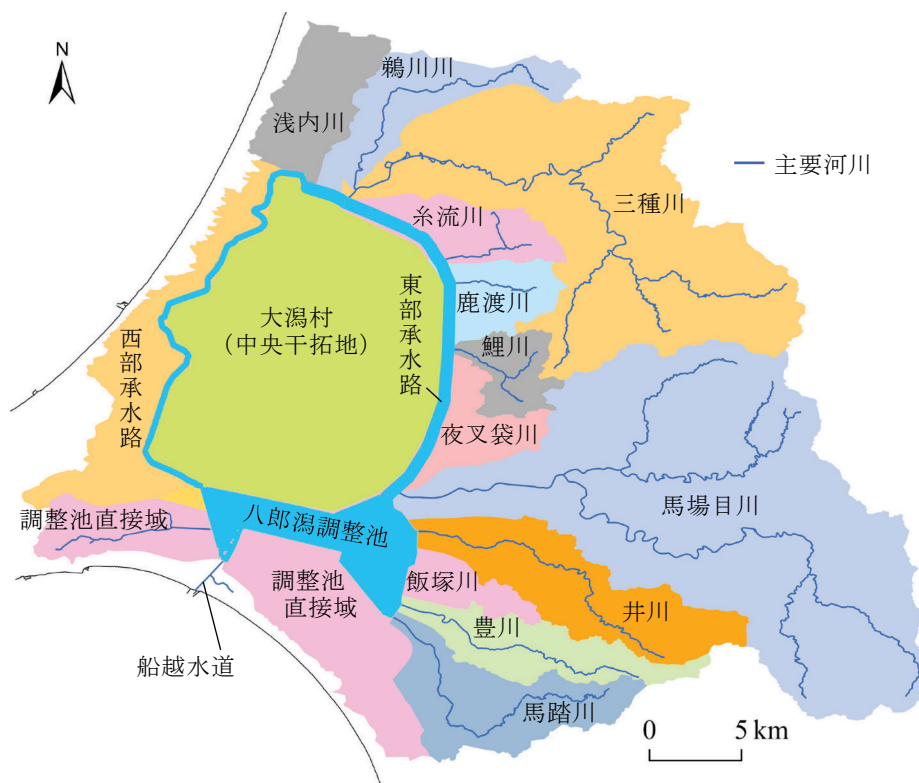 N
鵜川川
浅内川
主要河川
三種川
糸流川
鹿渡川
東部承水路
大潟村
（中央干拓地）
西部承水路
鯉川
夜叉袋川
馬場目川
調整池直接域
八郎潟調整池
調整池
直接域
飯塚川
井川
豊川
船越水道
馬踏川
0 5 km